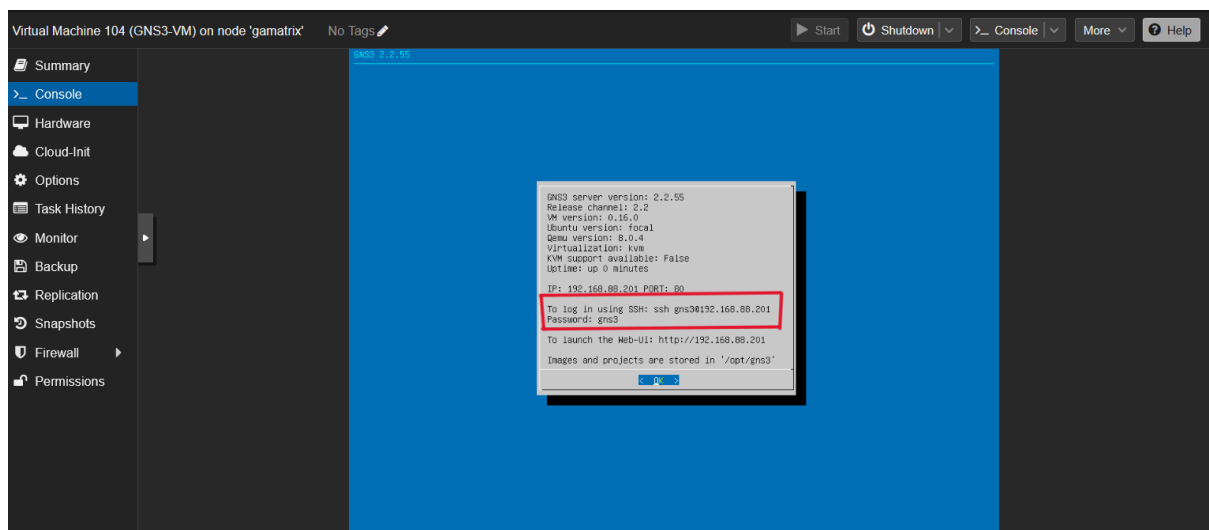 Virtual Machine 104 (GNS3-VM) on node 'gamatrix' No Tags Start Shutdown Console More Help
Summary
Console
Hardware
Cloud-Init
Options
Task History
Monitor
Backup
Replication
Snapshots
Firewall
Permissions
GNS3 2.2.55
GNS3 server version: 2.2.55
Release channel: 2.2
VM version: 0.16.0
Ubuntu version: focal
Qemu version: 8.0.4
Virtualization: kvm
KVM support available: False
Uptime: up 0 minutes
IP: 192.168.88.201 PORT: 80
To log in using SSH: ssh gns3@192.168.88.201
Password: gns3
To launch the Web-Ui: http://192.168.88.201
Images and projects are stored in '/opt/gns3'
< OK >